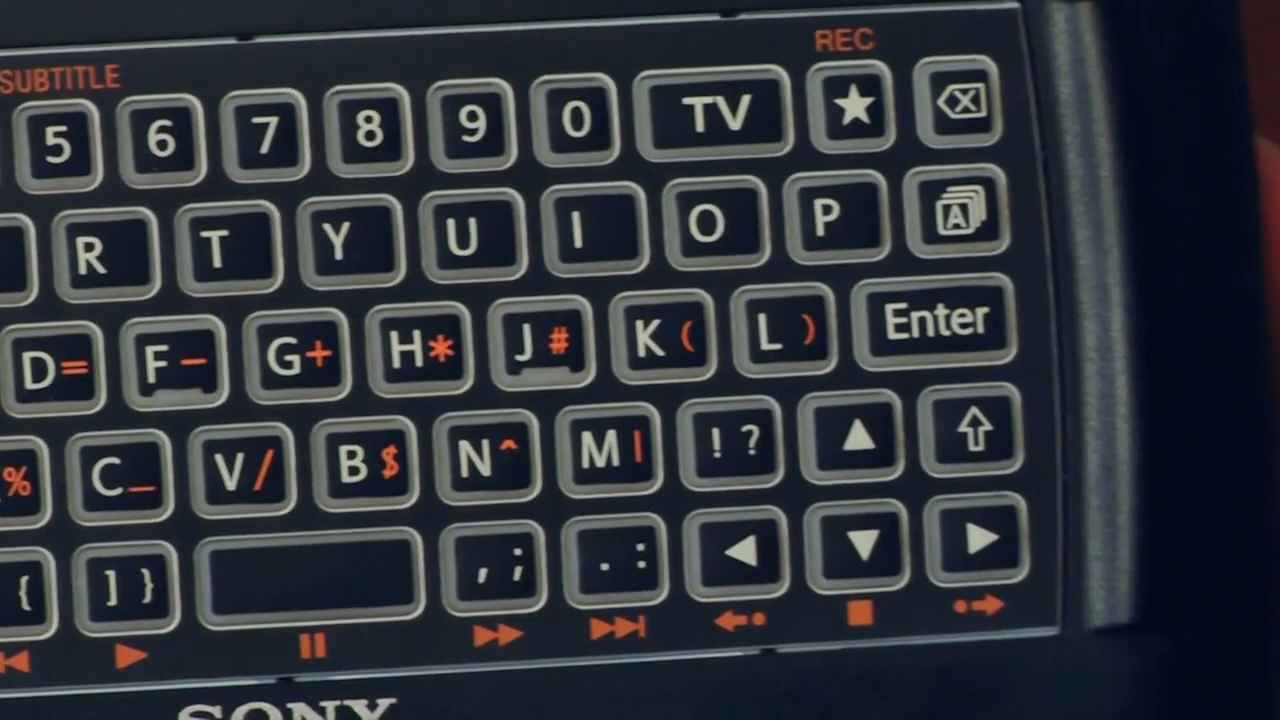 SUBTITLE REC
5 6 7 8 9 0 TV
R T Y U I O P A
D= F- G+ H* J# K( L) Enter
% C_ V/ B$ N^ M| !?
{ ]} ,; .:
SONY